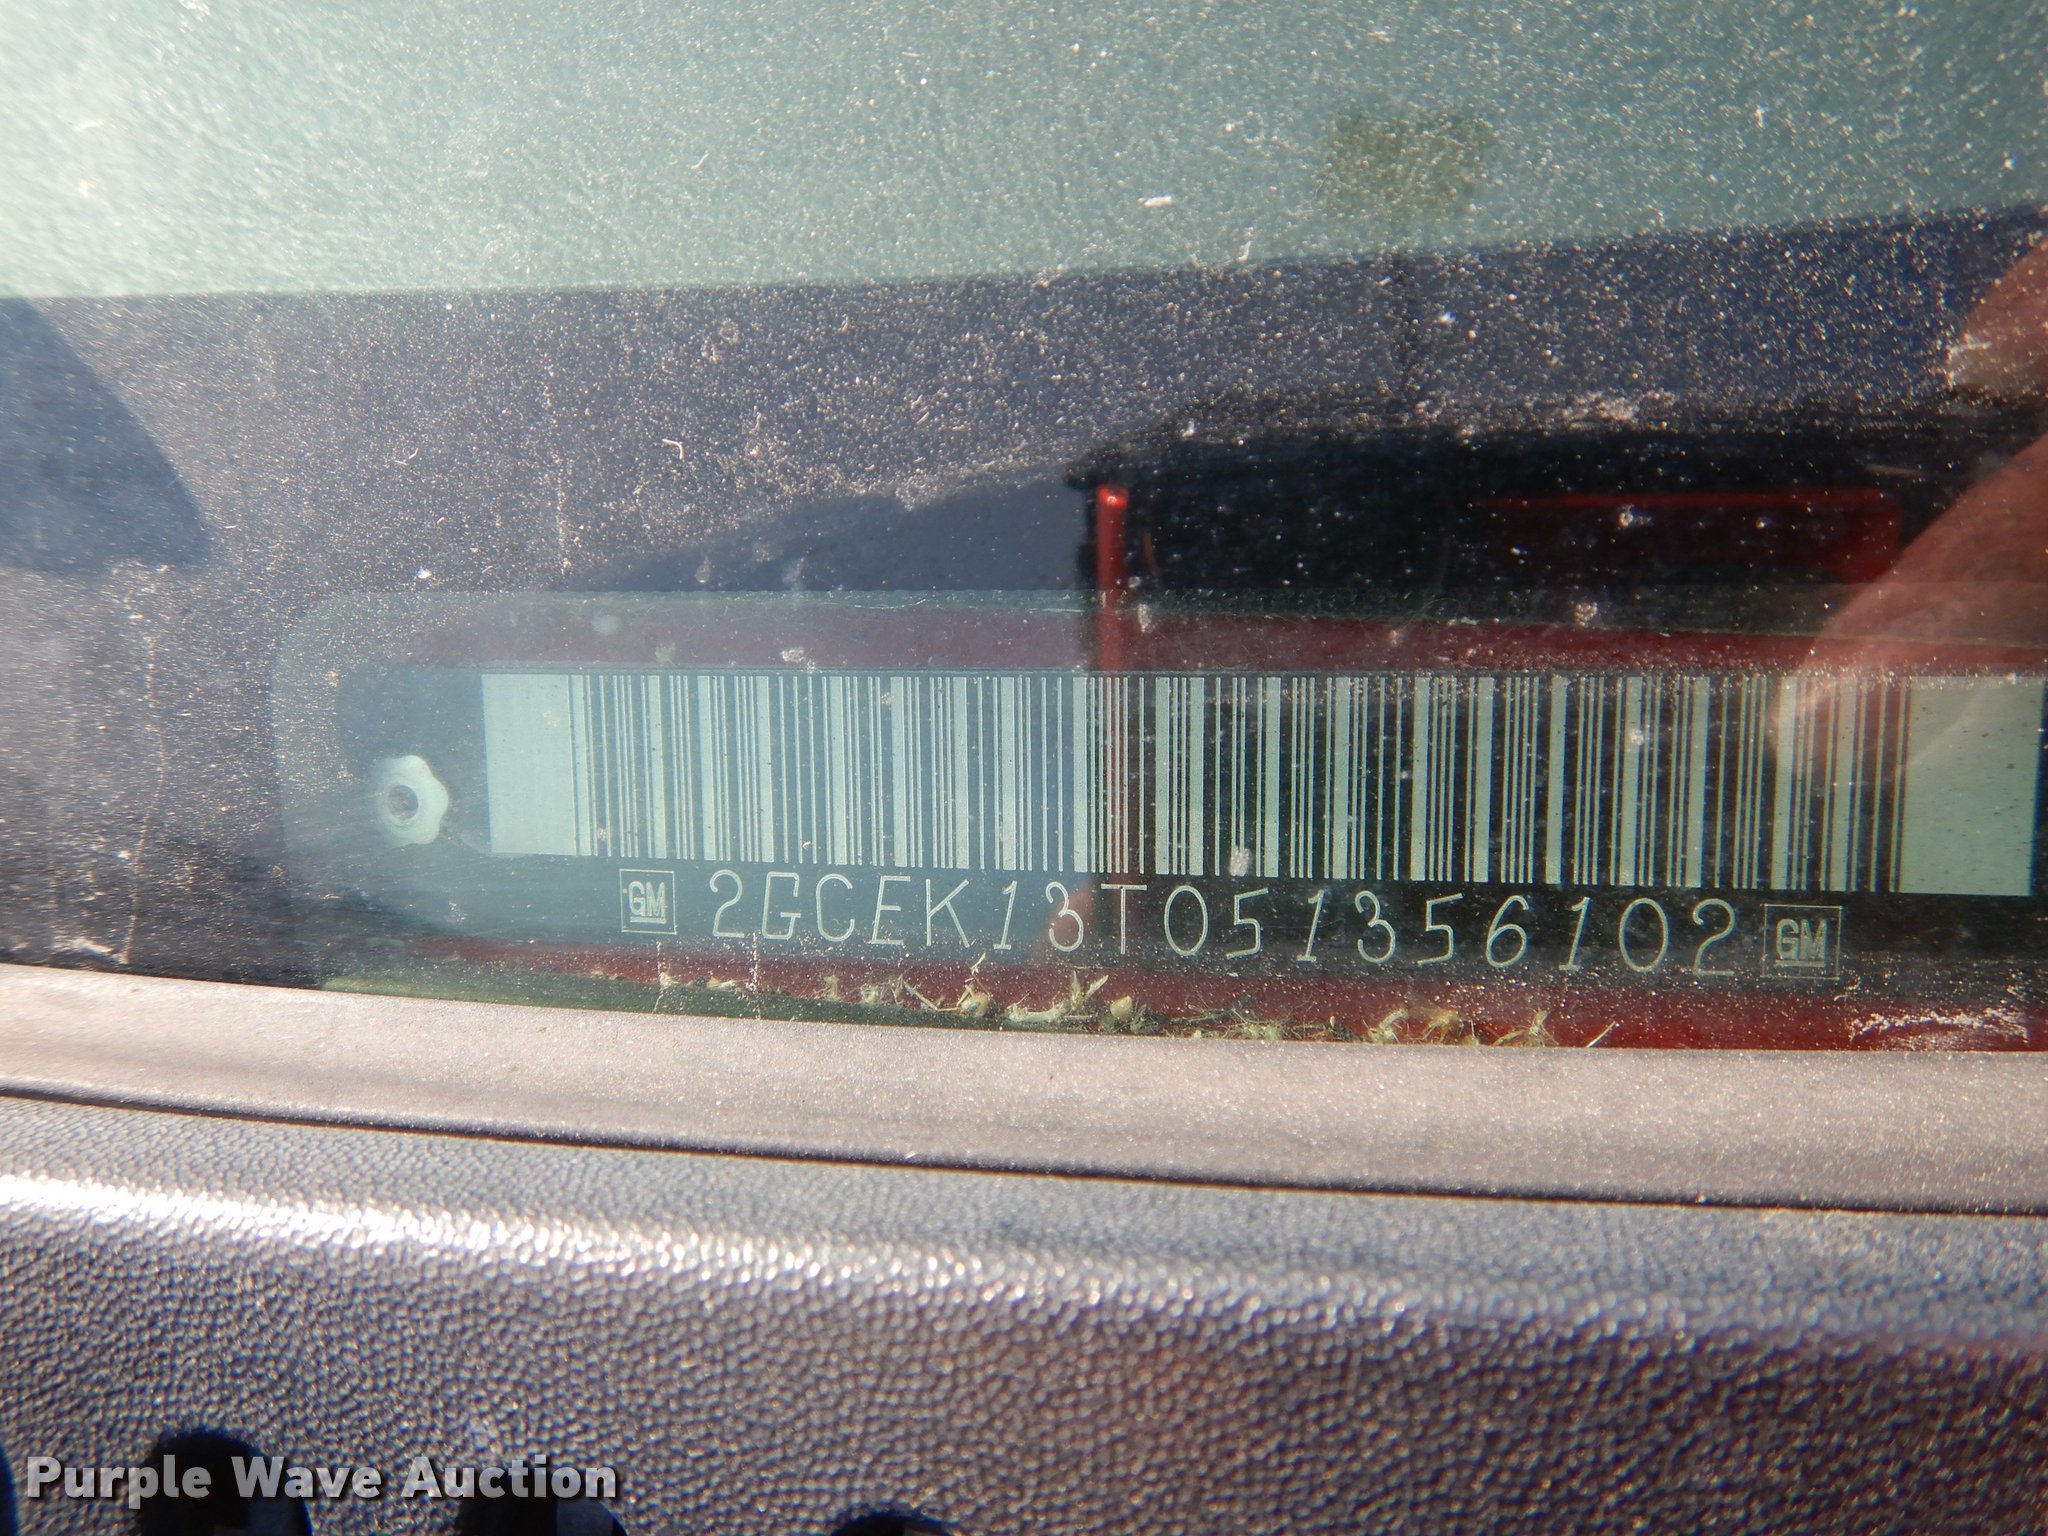 GM 2GCEK13T051356102 GM
Purple Wave Auction